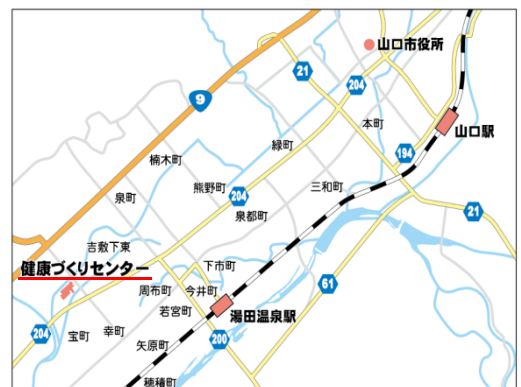 山口市役所
21
204
9
本町
山口駅
緑町
194
楠木町
熊野町
204
三和町
泉町
泉都町
21
吉敷下東
健康づくりセンター
下市町
61
周布町
今井町
若宮町
湯田温泉駅
204
宝町
幸町
200
矢原町
穂積町